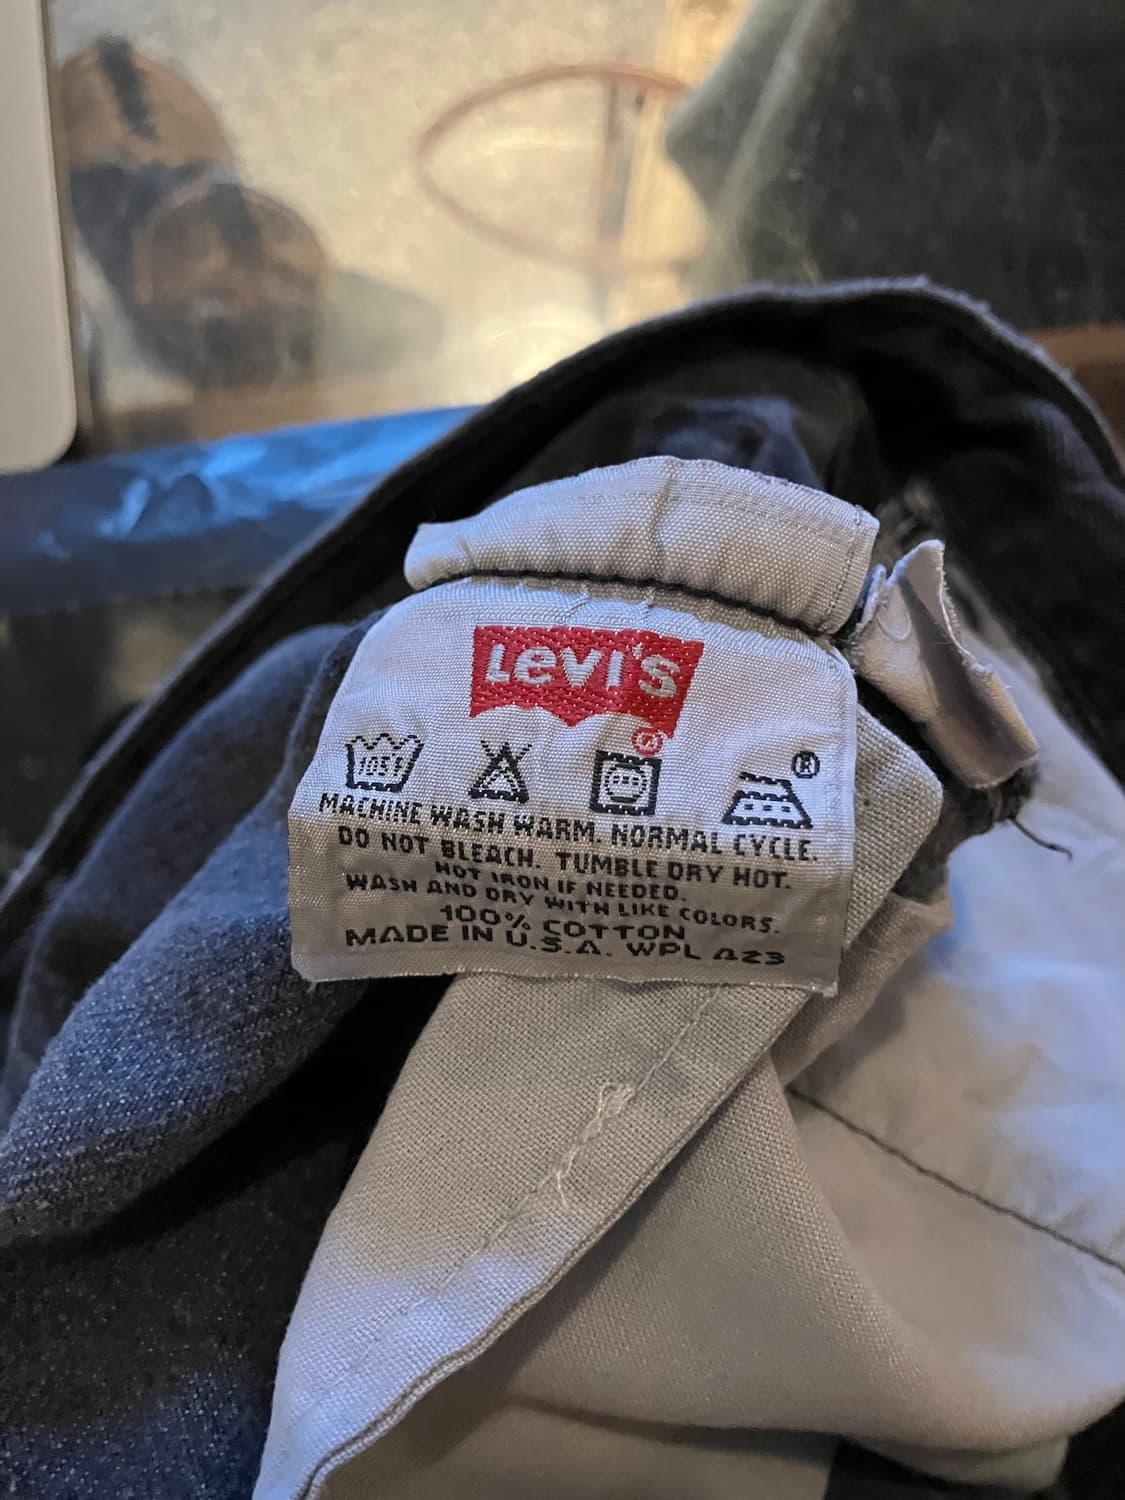 Levi's
®
105F
®
MACHINE WASH WARM. NORMAL CYCLE.
DO NOT BLEACH. TUMBLE DRY HOT.
HOT IRON IF NEEDED.
WASH AND DRY WITH LIKE COLORS.
100% COTTON
MADE IN U.S.A. WPL 423